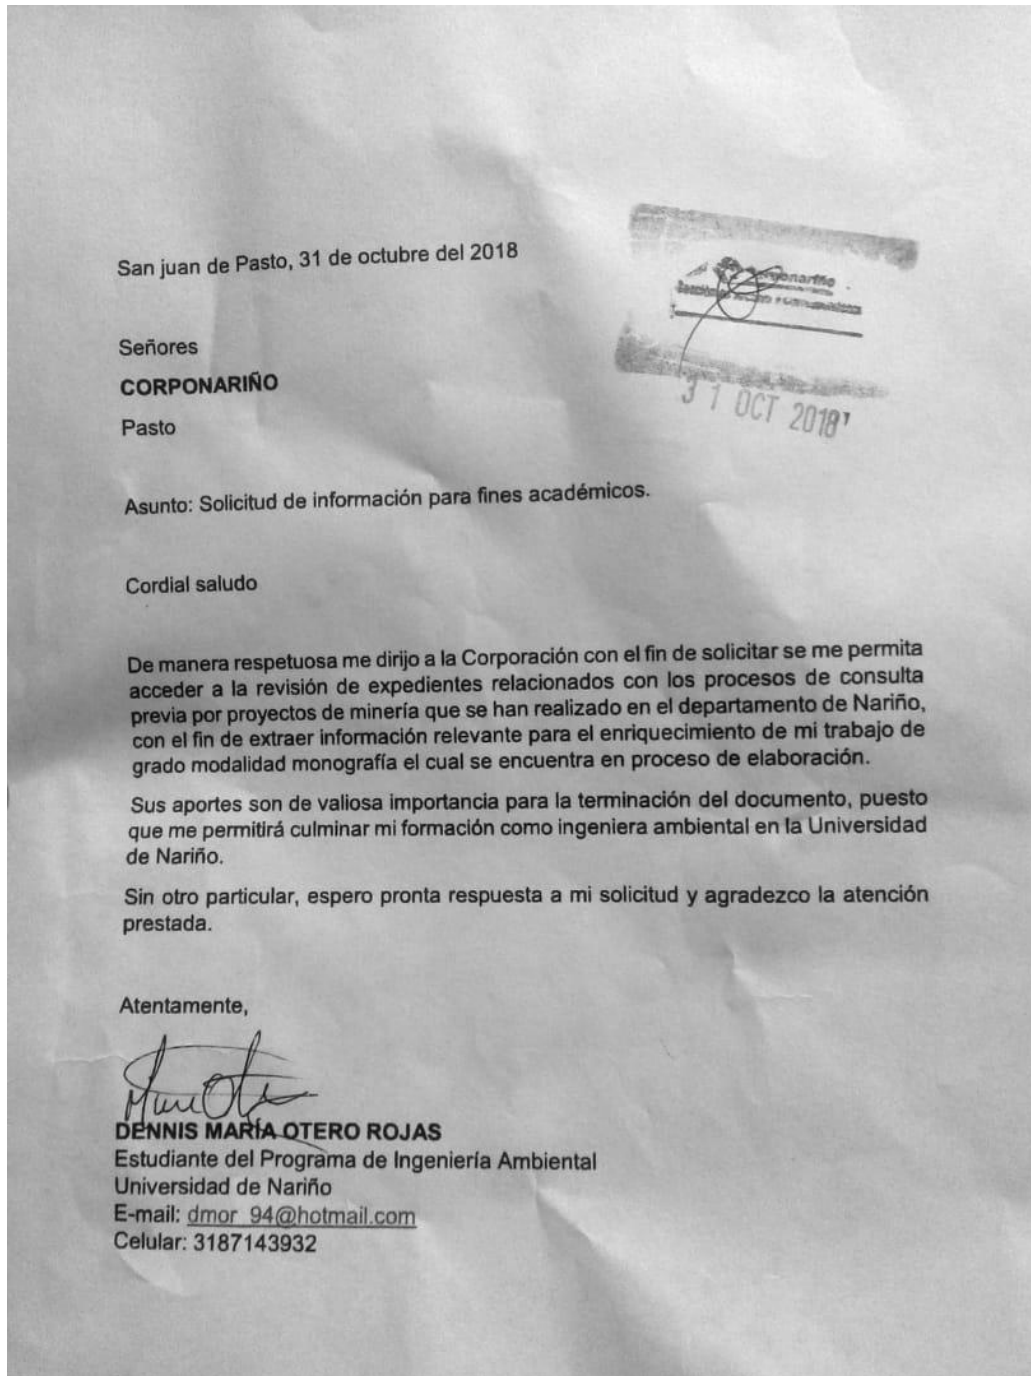 San juan de Pasto, 31 de octubre del 2018
Corponariño
31 OCT 2018
Señores
CORPONARIÑO
Pasto
Asunto: Solicitud de información para fines académicos.
Cordial saludo
De manera respetuosa me dirijo a la Corporación con el fin de solicitar se me permita
acceder a la revisión de expedientes relacionados con los procesos de consulta
previa por proyectos de minería que se han realizado en el departamento de Nariño,
con el fin de extraer información relevante para el enriquecimiento de mi trabajo de
grado modalidad monografía el cual se encuentra en proceso de elaboración.
Sus aportes son de valiosa importancia para la terminación del documento, puesto
que me permitirá culminar mi formación como ingeniera ambiental en la Universidad
de Nariño.
Sin otro particular, espero pronta respuesta a mi solicitud y agradezco la atención
prestada.
Atentamente,
DENNIS MARÍA OTERO ROJAS
Estudiante del Programa de Ingeniería Ambiental
Universidad de Nariño
E-mail: dmor_94@hotmail.com
Celular: 3187143932